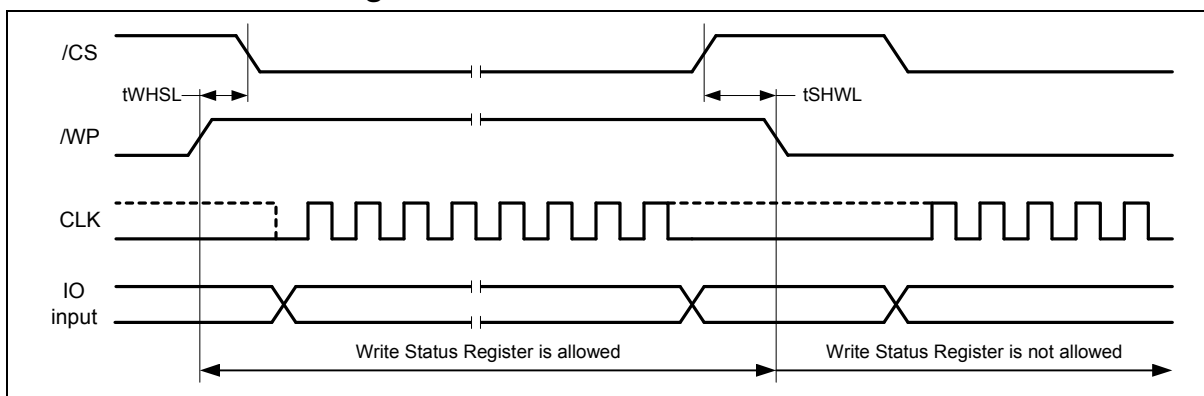 /CS
tWHSL
tSHWL
/WP
CLK
IO
input
Write Status Register is allowed
Write Status Register is not allowed